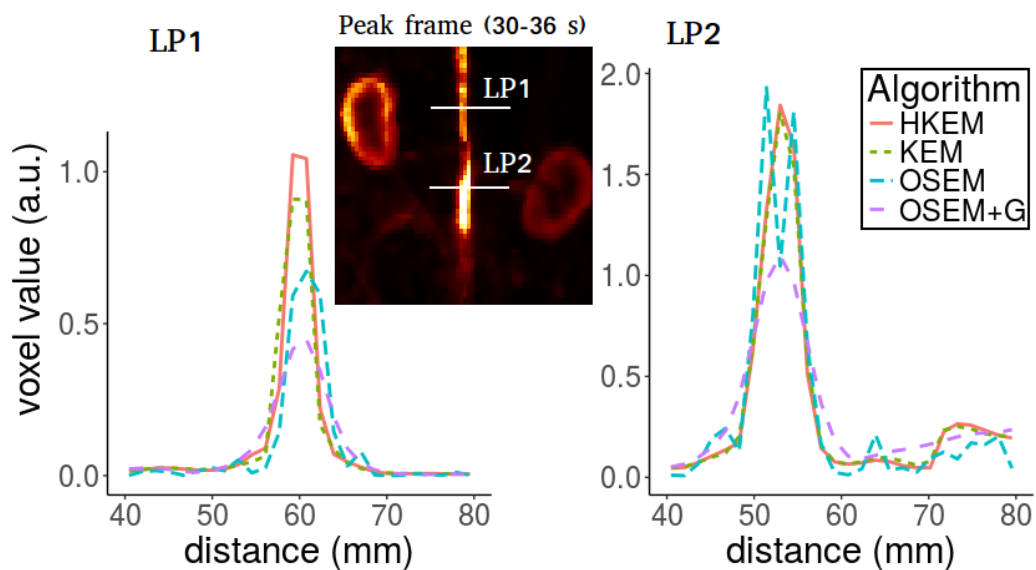 LP1
Peak frame (30-36 s)
LP2
LP1
LP2
voxel value (a.u.)
1.0
0.5
0.0
40
50
60
70
80
distance (mm)
2.0
1.5
1.0
0.5
0.0
40
50
60
70
80
distance (mm)
Algorithm
HKEM
KEM
OSEM
OSEM+G